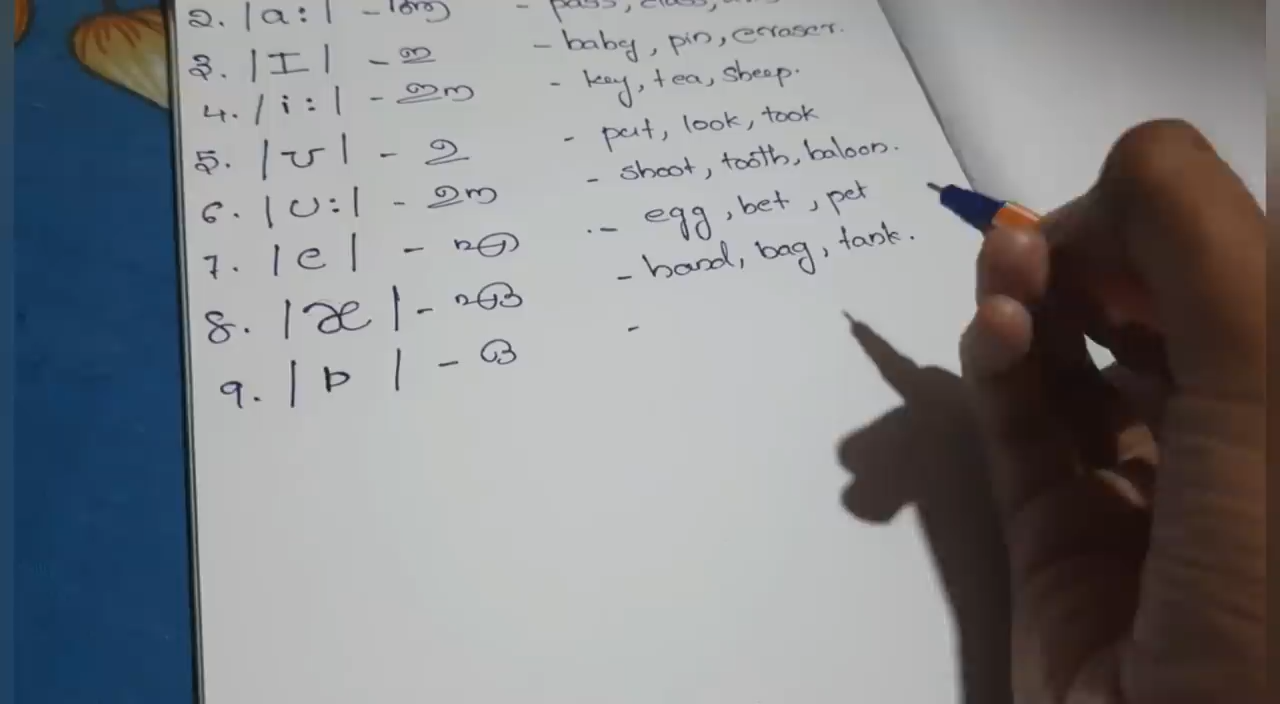 2. |a:| - - pass, class,
3. |I| - ഇ - baby, pin, eraser.
4. /i:| - ഈ - key, tea, sheep.
5. |ʊ| - ഉ - put, look, took
6. |ʊ:| - ഊ - shoot, tooth, baloon.
7. |e| - എ - egg, bet, pet
8. |æ| - - hand, bag, tank.
9. |ɒ| - ഒ -